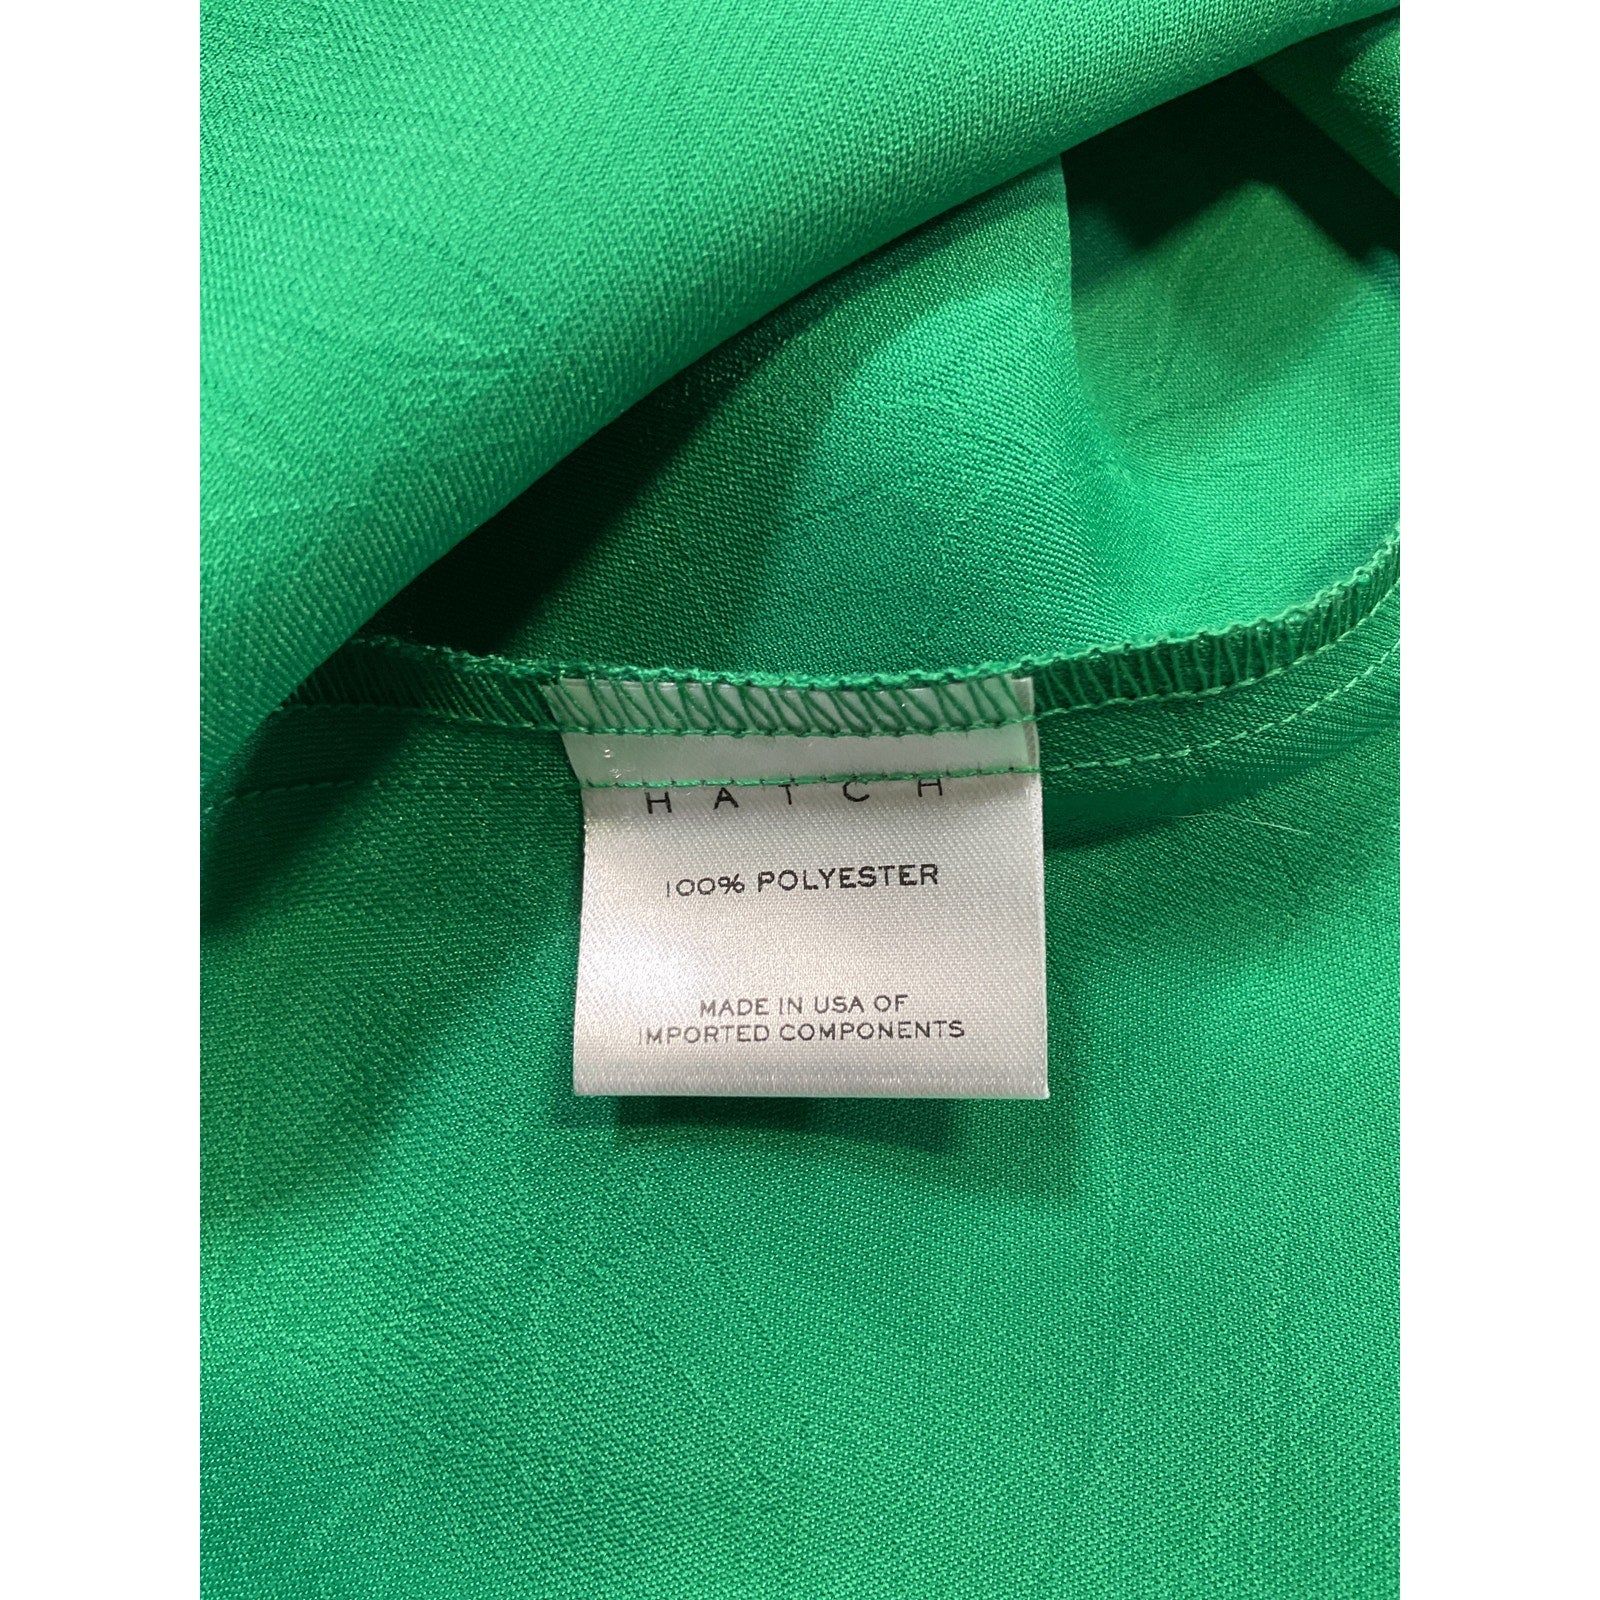 HATCH
100% POLYESTER
MADE IN USA OF
IMPORTED COMPONENTS